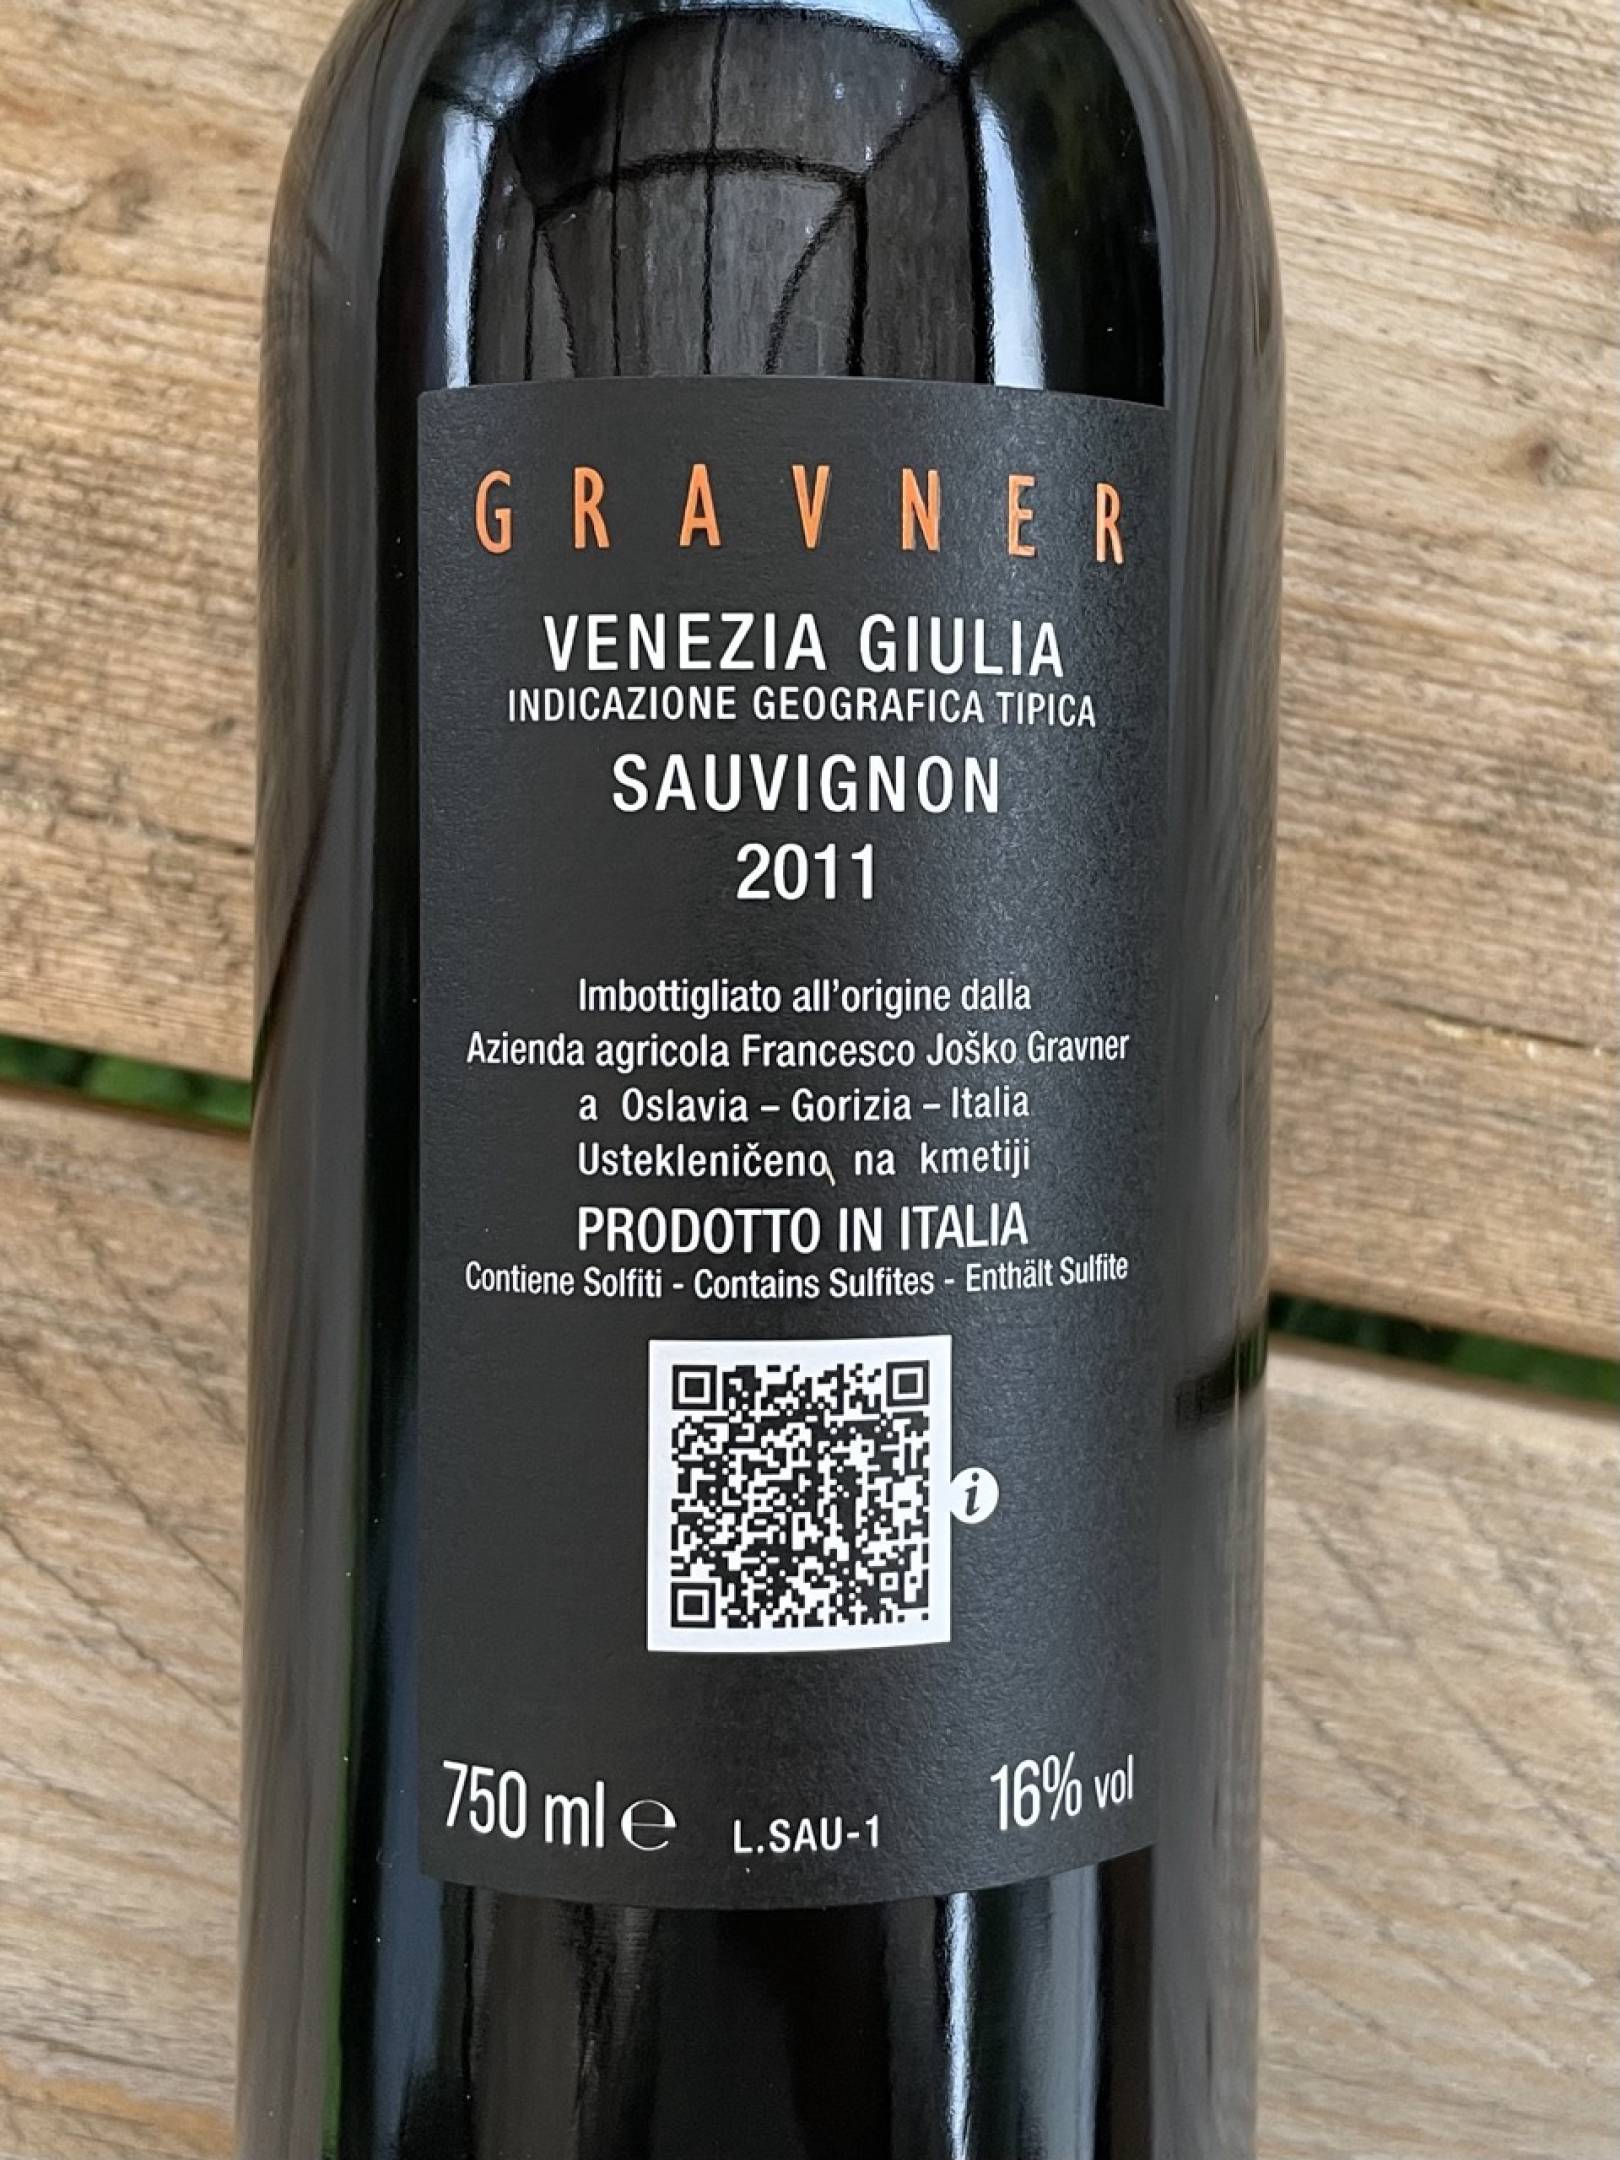 GRAVNER
VENEZIA GIULIA
INDICAZIONE GEOGRAFICA TIPICA
SAUVIGNON
2011
Imbottigliato all'origine dalla
Azienda agricola Francesco Joško Gravner
a Oslavia – Gorizia – Italia
Ustekleničeno na kmetiji
PRODOTTO IN ITALIA
Contiene Solfiti - Contains Sulfites - Enthält Sulfite
i
750 ml e L.SAU-1 16% vol